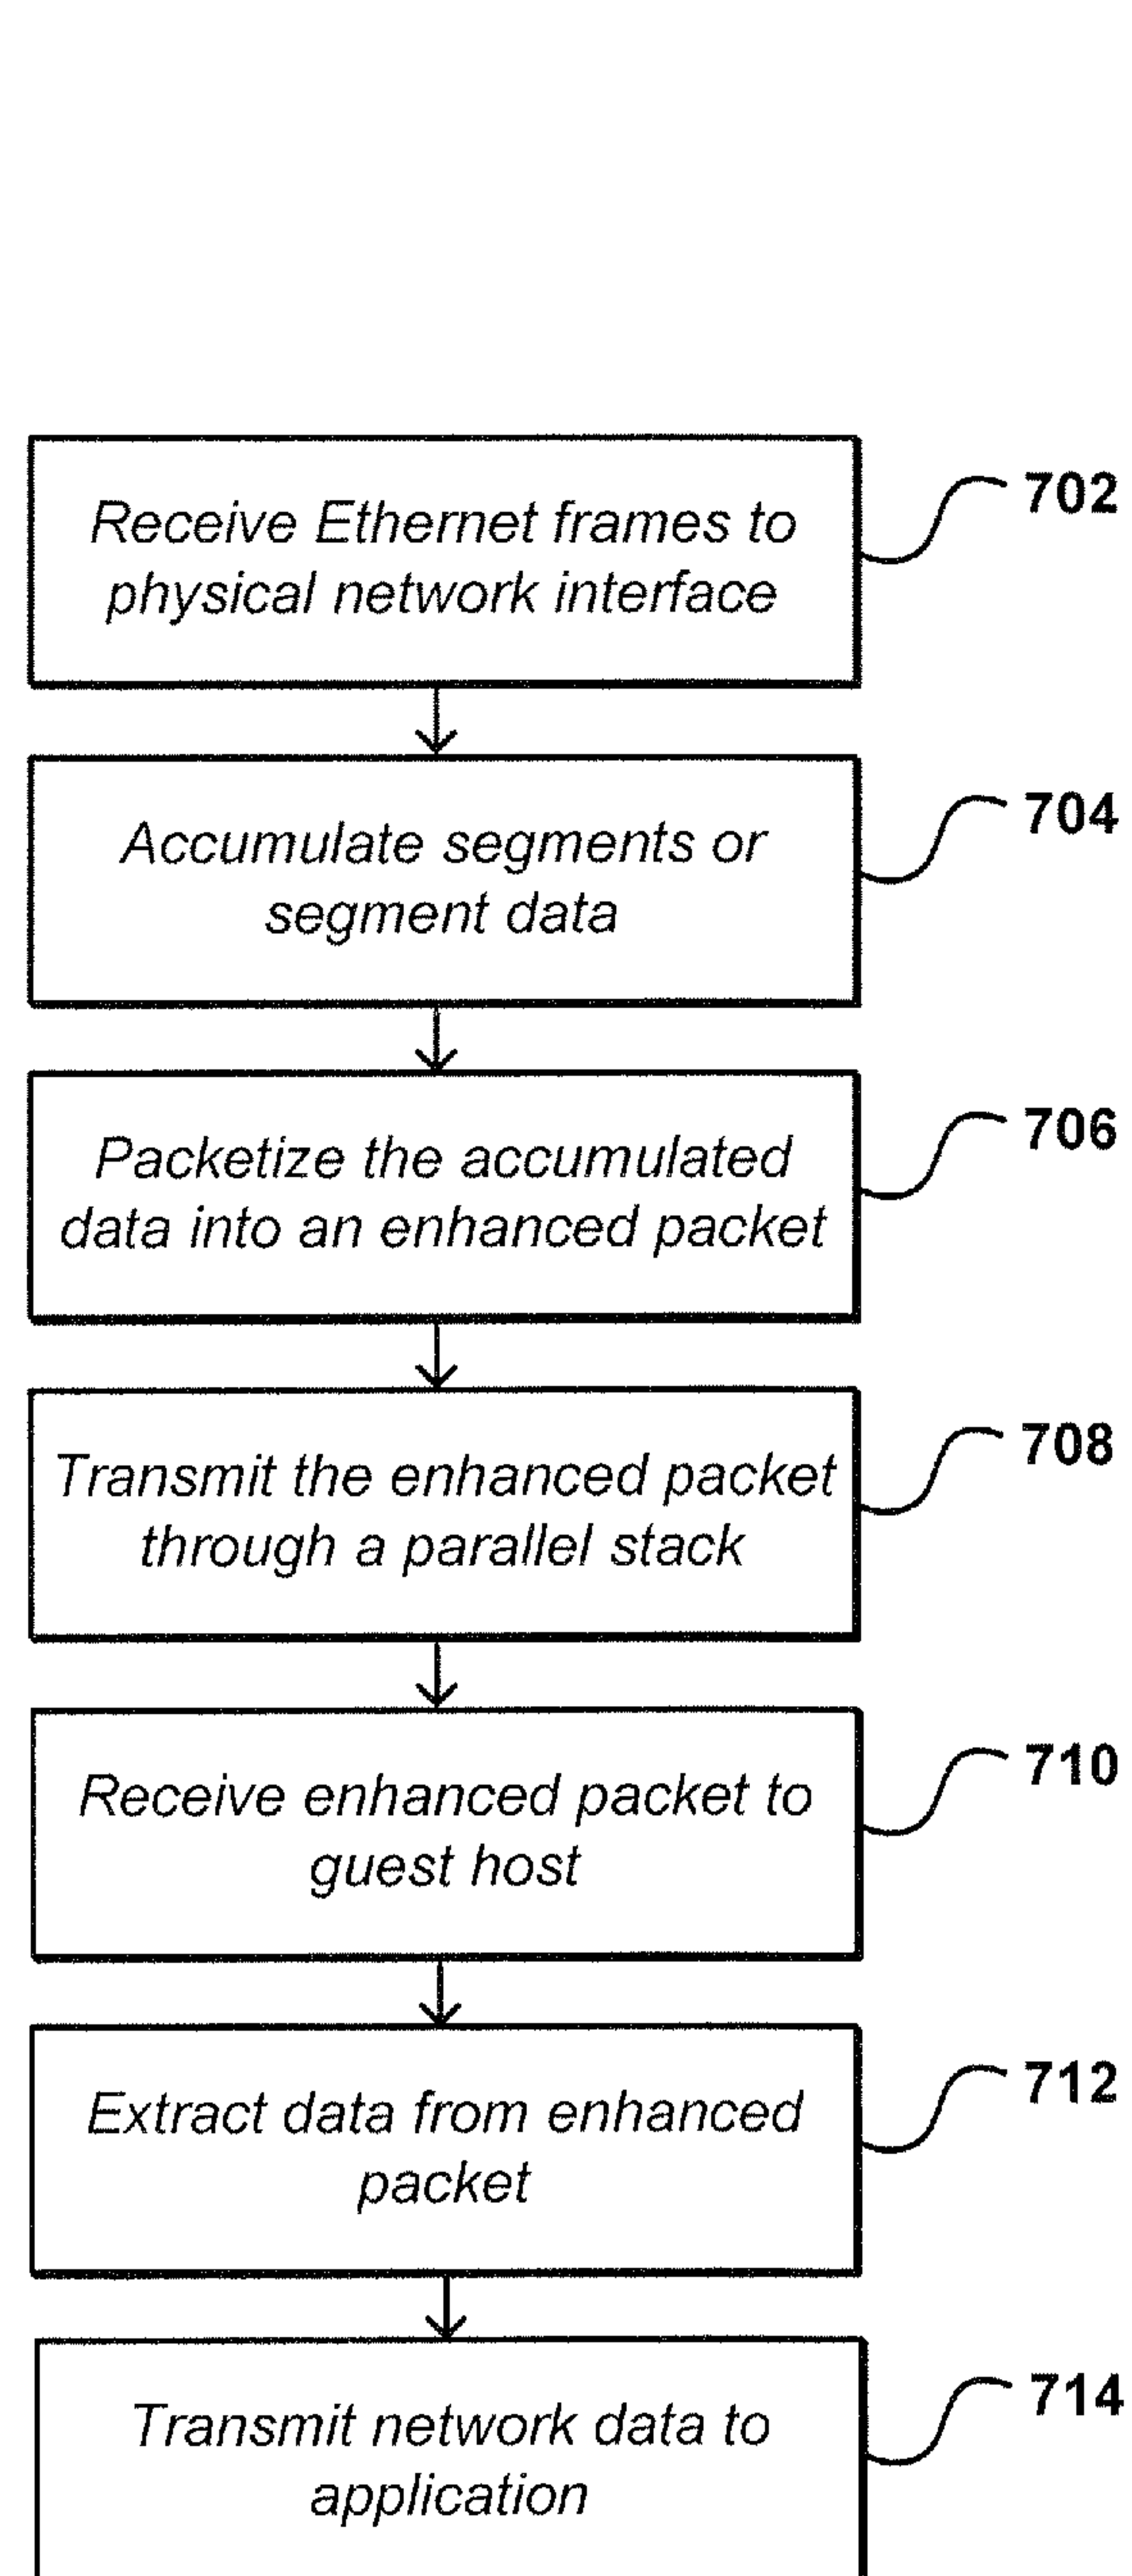 Receive Ethernet frames to
physical network interface
702
Accumulate segments or
segment data
704
Packetize the accumulated
data into an enhanced packet
706
Transmit the enhanced packet
through a parallel stack
708
Receive enhanced packet to
guest host
710
Extract data from enhanced
packet
712
Transmit network data to
application
714